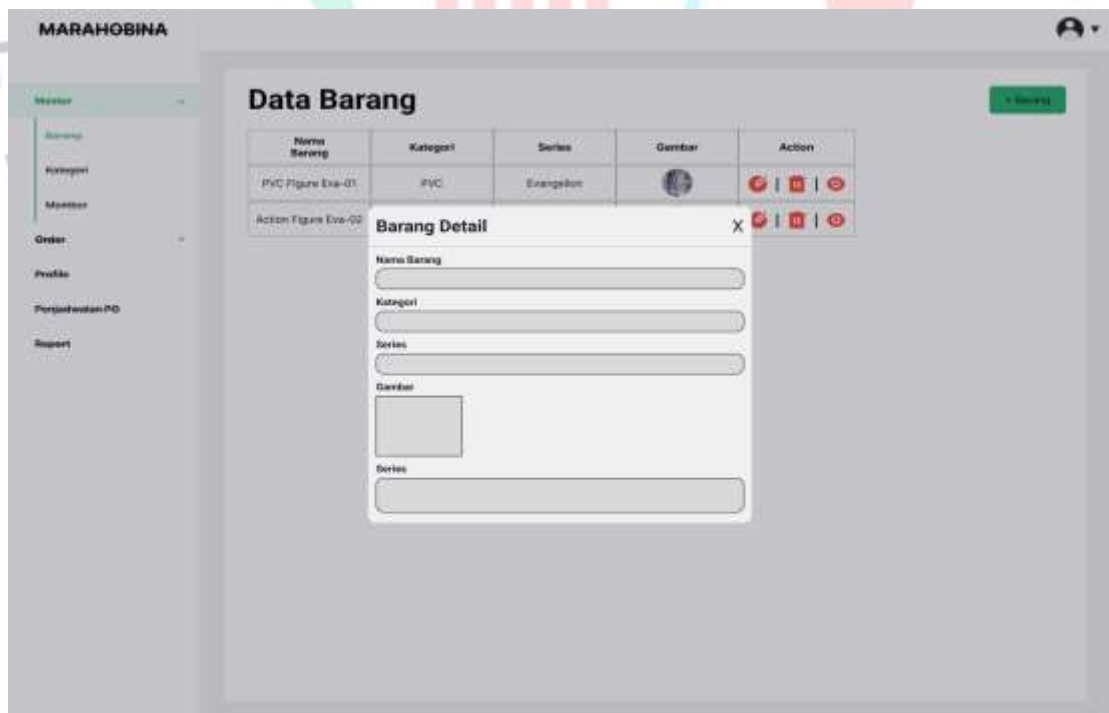 MARAHOBINA
Master
Barang
Kategori
Member
Order
Profile
Penjadwalan PO
Report
Data Barang
+ Barang
Nama Barang
Kategori
Series
Gambar
Action
PVC Figure Eva-01
PVC
Evangelion
Action Figure Eva-02
Barang Detail
X
Nama Barang
Kategori
Series
Gambar
Series